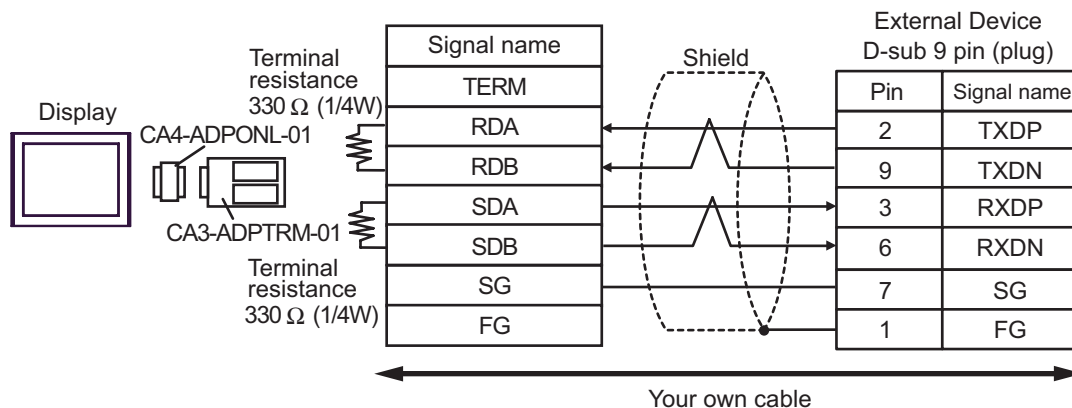 External Device
D-sub 9 pin (plug)
Signal name
Shield
Terminal
resistance
330 Ω (1/4W)
TERM
Pin Signal name
Display
CA4-ADPONL-01
RDA
2 TXDP
RDB
9 TXDN
SDA
3 RXDP
CA3-ADPTRM-01
SDB
6 RXDN
Terminal
resistance
330 Ω (1/4W)
SG
7 SG
FG
1 FG
Your own cable